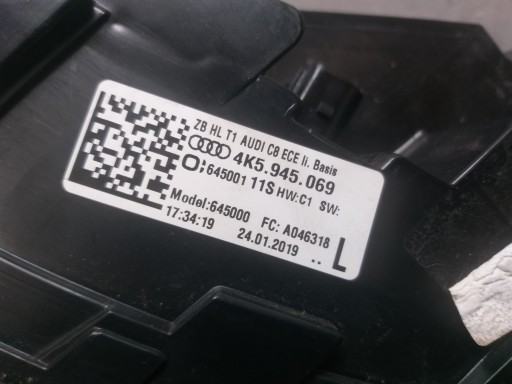 ZB HL T1 AUDI C8 ECE li. Basis
4K5.945.069
645001 11S HW:C1 SW:
Model:645000 FC: A046318
17:34:19 24.01.2019 .. L